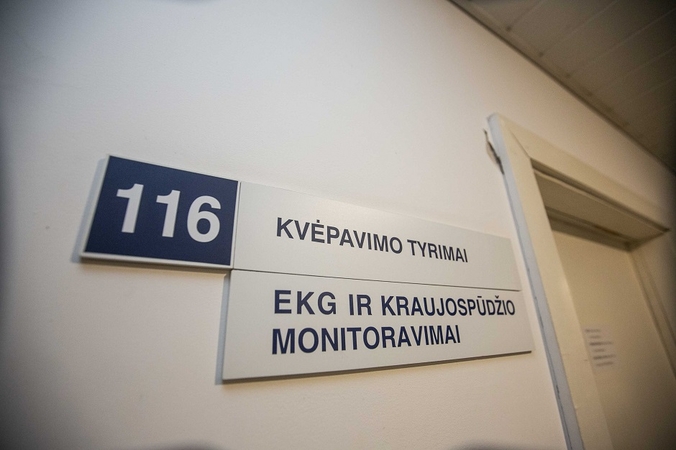 116
KVĖPAVIMO TYRIMAI
EKG IR KRAUJOSPŪDŽIO
MONITORAVIMAI